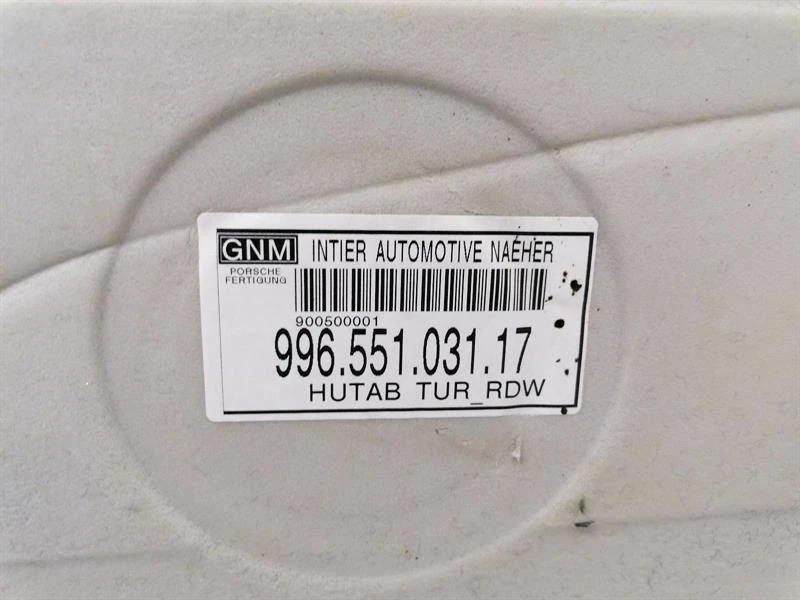 GNM INTIER AUTOMOTIVE NAEHER
PORSCHE
FERTIGUNG
900500001
996.551.031.17
HUTAB TUR_RDW